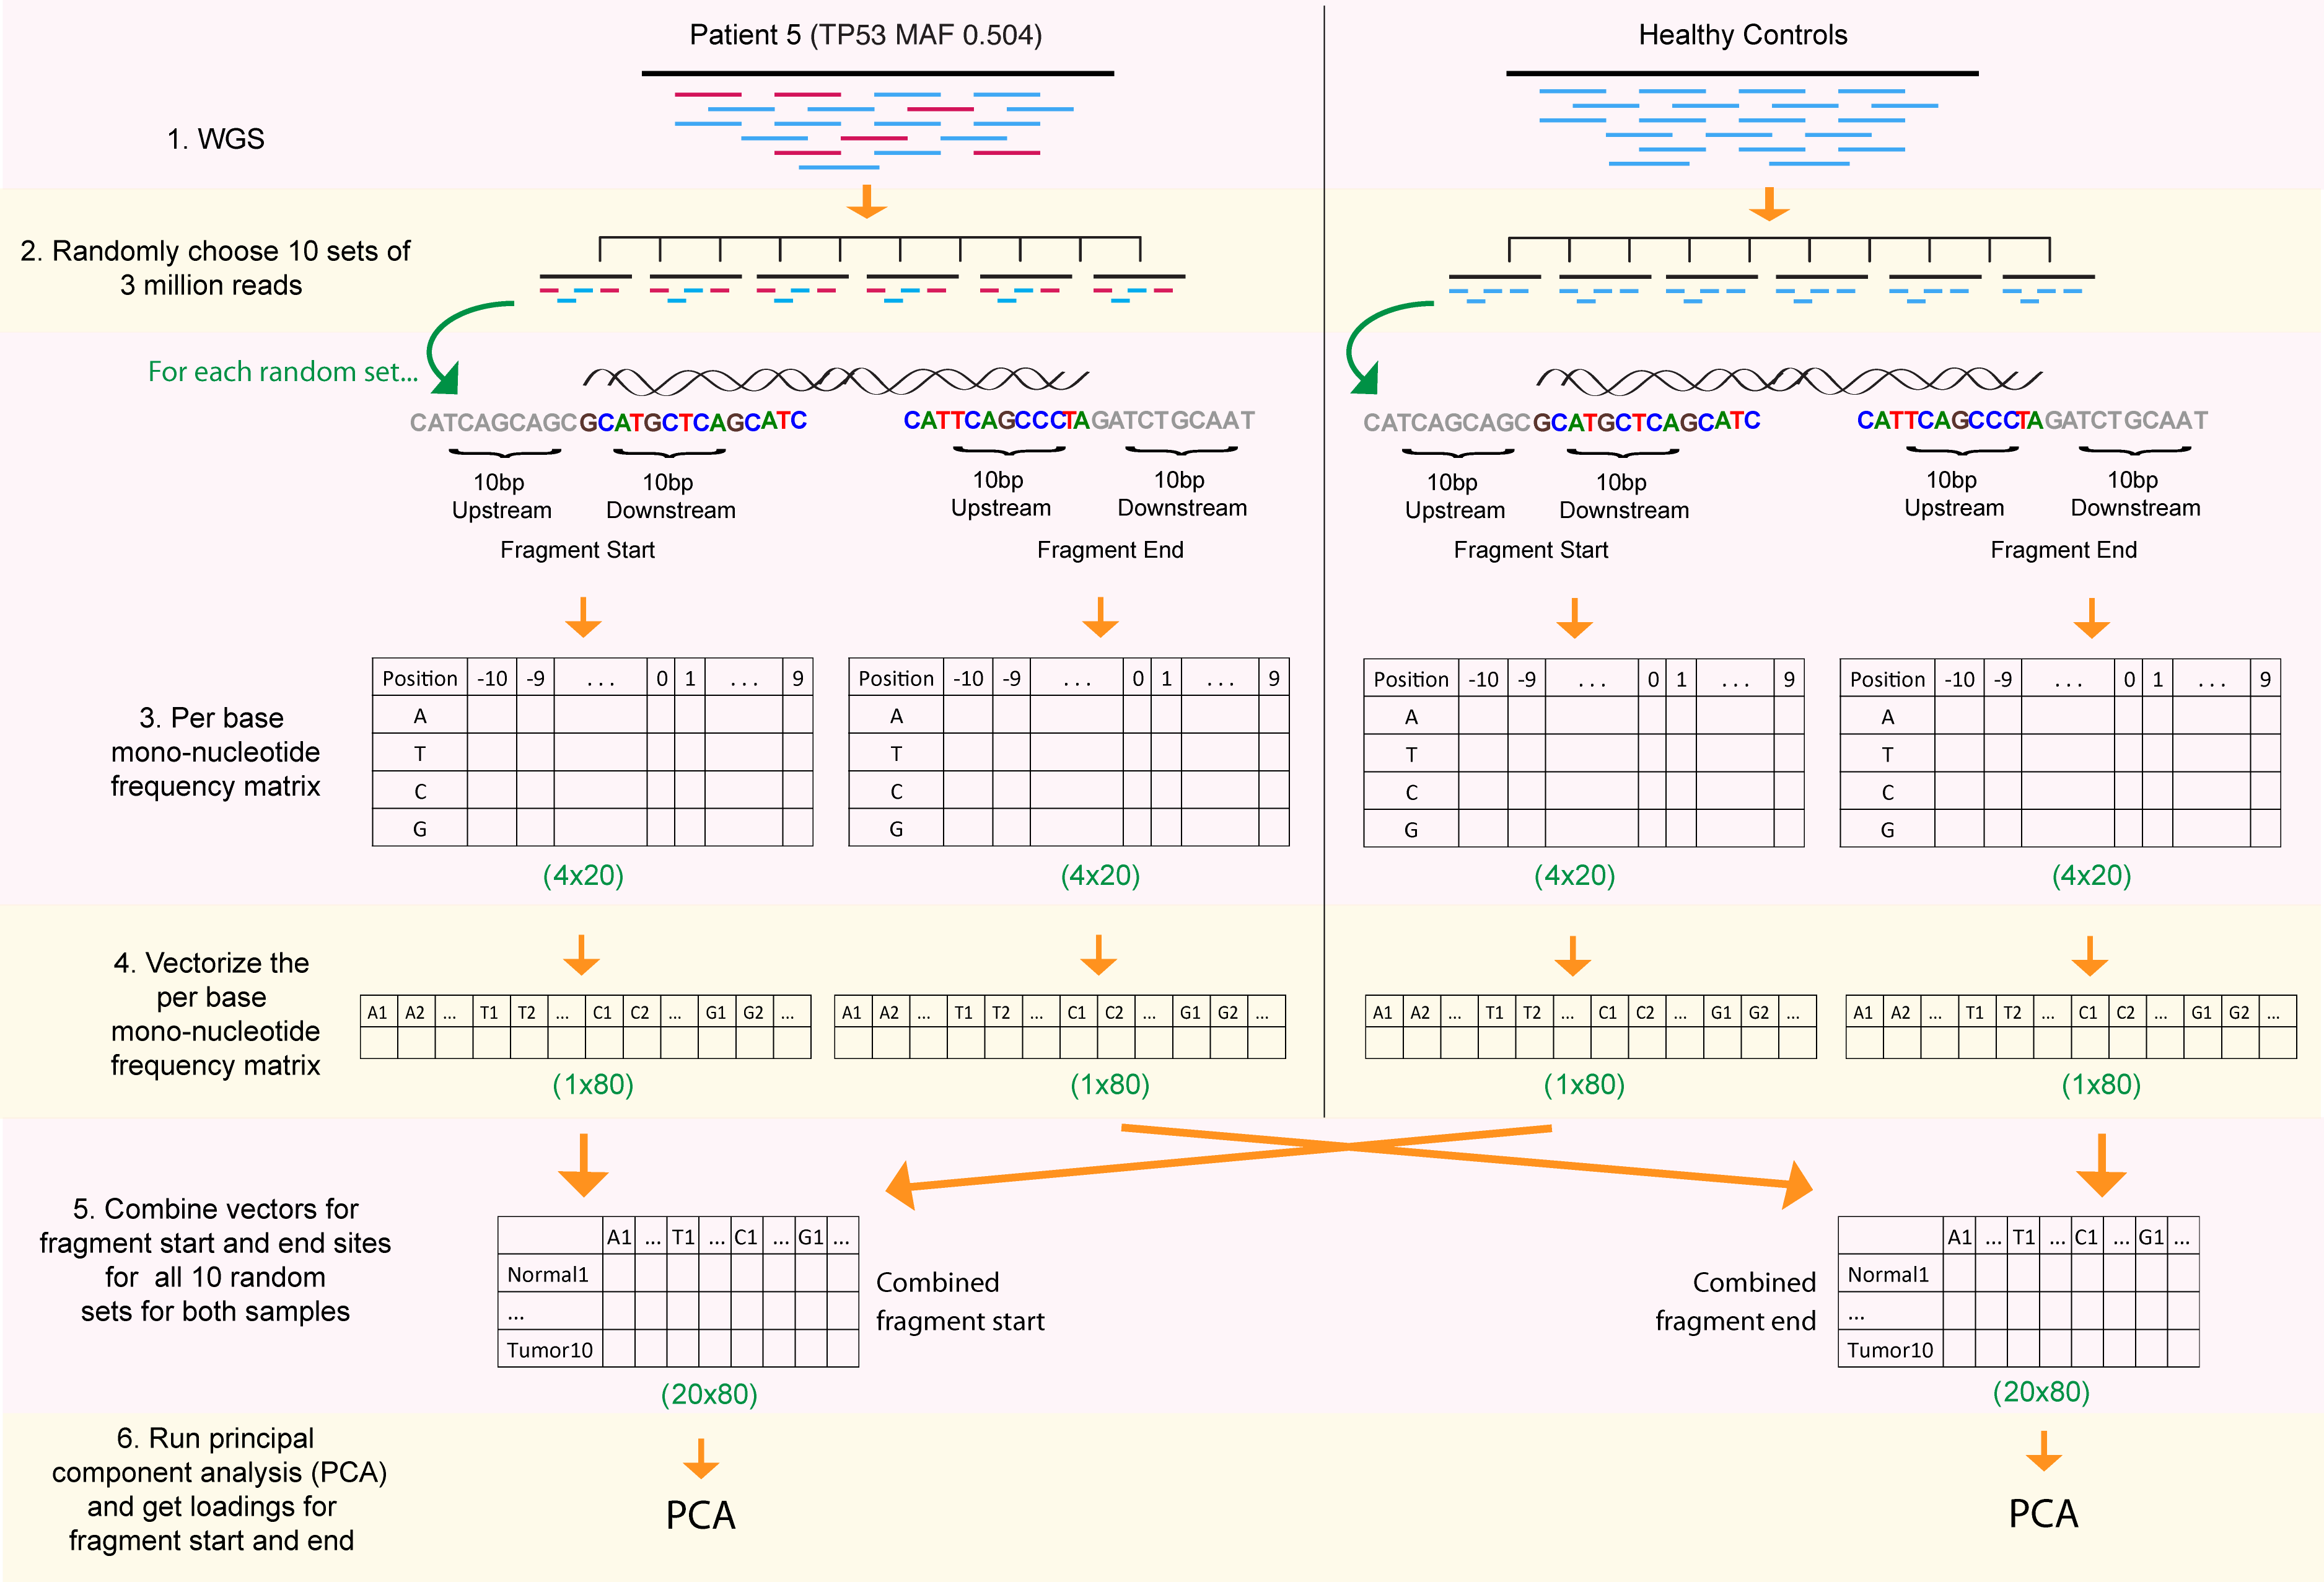 Patient 5 (TP53 MAF 0.504)
Healthy Controls
1. WGS
2. Randomly choose 10 sets of
3 million reads
For each random set...
CATCAGCAGCGCATGCTCAGCATC
CATTCAGCCCTAGATCTGCAAT
CATCAGCAGCGCATGCTCAGCATC
CATTCAGCCCTAGATCTGCAAT
10bp
Upstream
10bp
Downstream
10bp
Upstream
10bp
Downstream
10bp
Upstream
10bp
Downstream
10bp
Upstream
10bp
Downstream
Fragment Start
Fragment End
Fragment Start
Fragment End
3. Per base
mono-nucleotide
frequency matrix
Position -10 -9 ... 0 1 ... 9
A
T
C
G
(4x20)
Position -10 -9 ... 0 1 ... 9
A
T
C
G
(4x20)
Position -10 -9 ... 0 1 ... 9
A
T
C
G
(4x20)
Position -10 -9 ... 0 1 ... 9
A
T
C
G
(4x20)
4. Vectorize the
per base
mono-nucleotide
frequency matrix
A1 A2 ... T1 T2 ... C1 C2 ... G1 G2 ...
(1x80)
A1 A2 ... T1 T2 ... C1 C2 ... G1 G2 ...
(1x80)
A1 A2 ... T1 T2 ... C1 C2 ... G1 G2 ...
(1x80)
A1 A2 ... T1 T2 ... C1 C2 ... G1 G2 ...
(1x80)
5. Combine vectors for
fragment start and end sites
for all 10 random
sets for both samples
A1 ... T1 ... C1 ... G1 ...
Normal1
...
Tumor10
(20x80)
Combined
fragment start
Combined
fragment end
A1 ... T1 ... C1 ... G1 ...
Normal1
...
Tumor10
(20x80)
6. Run principal
component analysis (PCA)
and get loadings for
fragment start and end
PCA
PCA